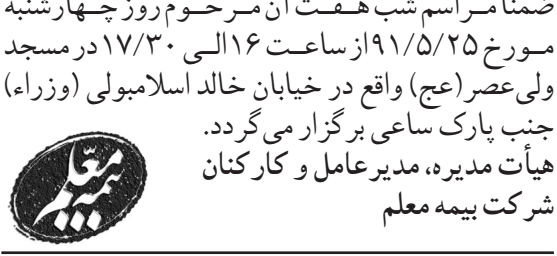 ضمناً مراسم شب هفت آن مرحوم روز چهارشنبه
مورخ ۹۱/۵/۲۵ از ساعت ۱۶ الی ۱۷/۳۰ در مسجد
ولی‌عصر (عج) واقع در خیابان خالد اسلامبولی (وزراء)
جنب پارک ساعی برگزار می‌گردد.
هیأت مدیره، مدیرعامل و کارکنان
شرکت بیمه معلم
بیمه معلّم